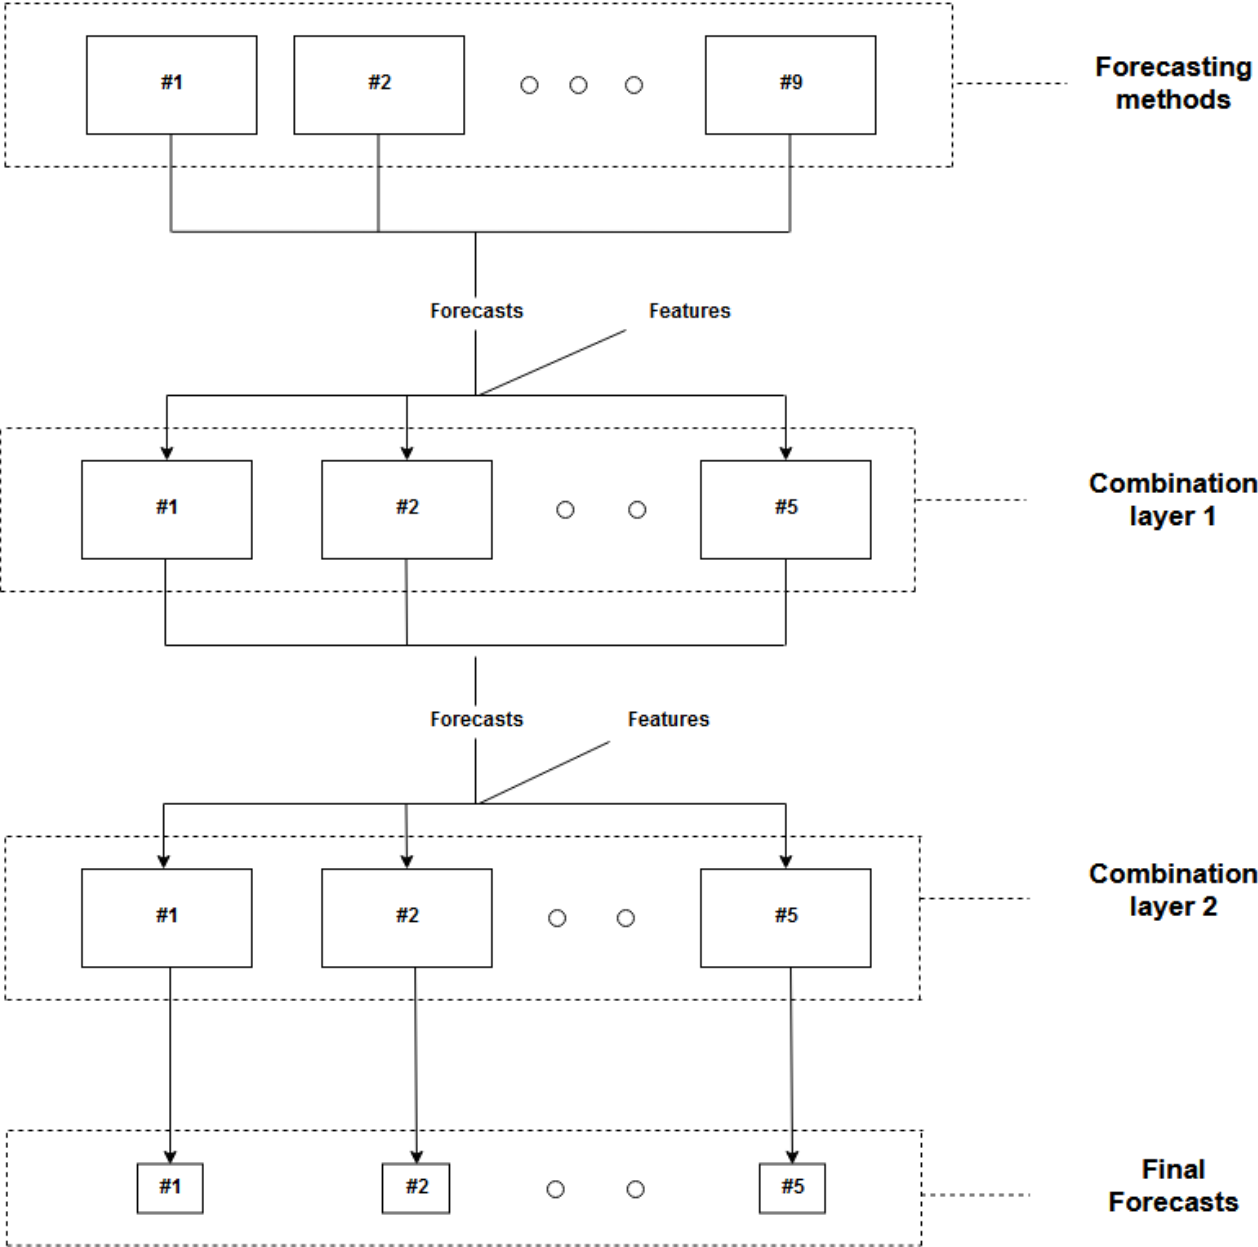 #1
#2
#9
Forecasting
methods
Forecasts
Features
#1
#2
#5
Combination
layer 1
Forecasts
Features
#1
#2
#5
Combination
layer 2
#1
#2
#5
Final
Forecasts